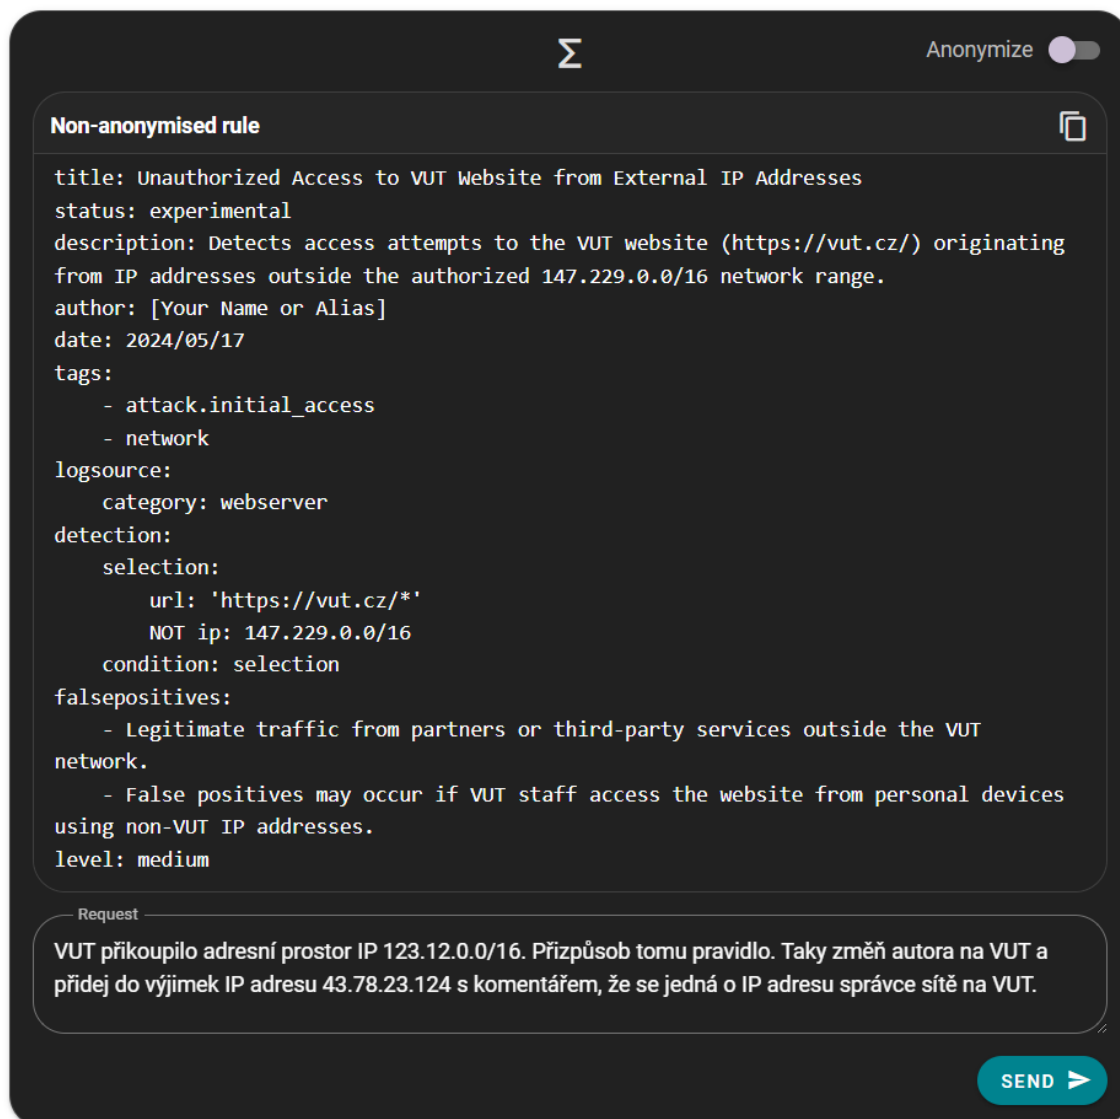 Σ
Anonymize
Non-anonymised rule
title: Unauthorized Access to VUT Website from External IP Addresses
status: experimental
description: Detects access attempts to the VUT website (https://vut.cz/) originating
from IP addresses outside the authorized 147.229.0.0/16 network range.
author: [Your Name or Alias]
date: 2024/05/17
tags:
    - attack.initial_access
    - network
logsource:
    category: webserver
detection:
    selection:
        url: 'https://vut.cz/*'
        NOT ip: 147.229.0.0/16
    condition: selection
falsepositives:
    - Legitimate traffic from partners or third-party services outside the VUT
network.
    - False positives may occur if VUT staff access the website from personal devices
using non-VUT IP addresses.
level: medium
Request
VUT přikoupilo adresní prostor IP 123.12.0.0/16. Přizpůsob tomu pravidlo. Taky změň autora na VUT a
přidej do výjimek IP adresu 43.78.23.124 s komentářem, že se jedná o IP adresu správce sítě na VUT.
SEND